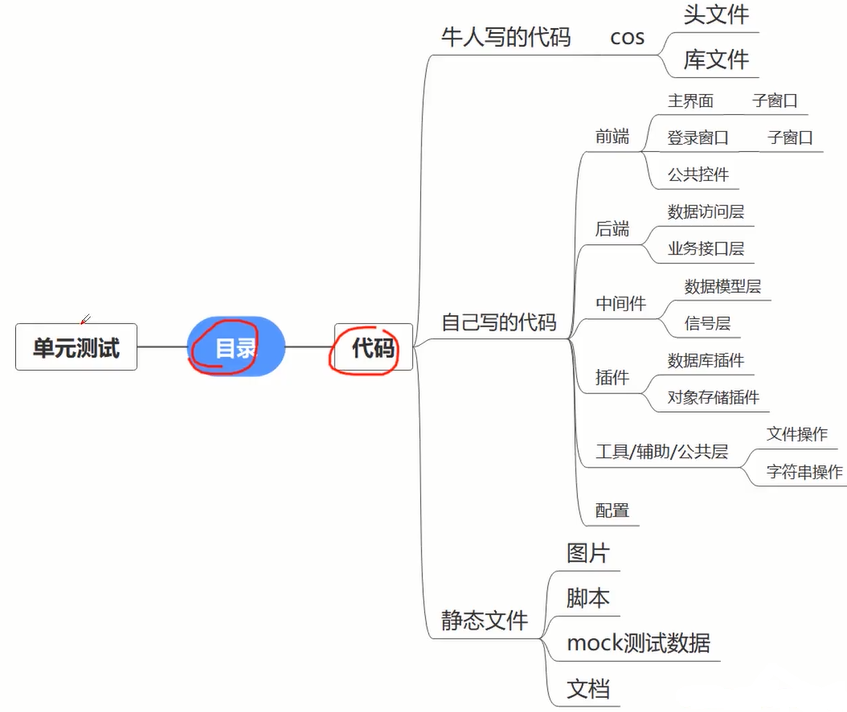 单元测试
目录
代码
牛人写的代码
cos
头文件
库文件
自己写的代码
前端
主界面
子窗口
登录窗口
子窗口
公共控件
后端
数据访问层
业务接口层
中间件
数据模型层
信号层
插件
数据库插件
对象存储插件
工具/辅助/公共层
文件操作
字符串操作
配置
静态文件
图片
脚本
mock测试数据
文档